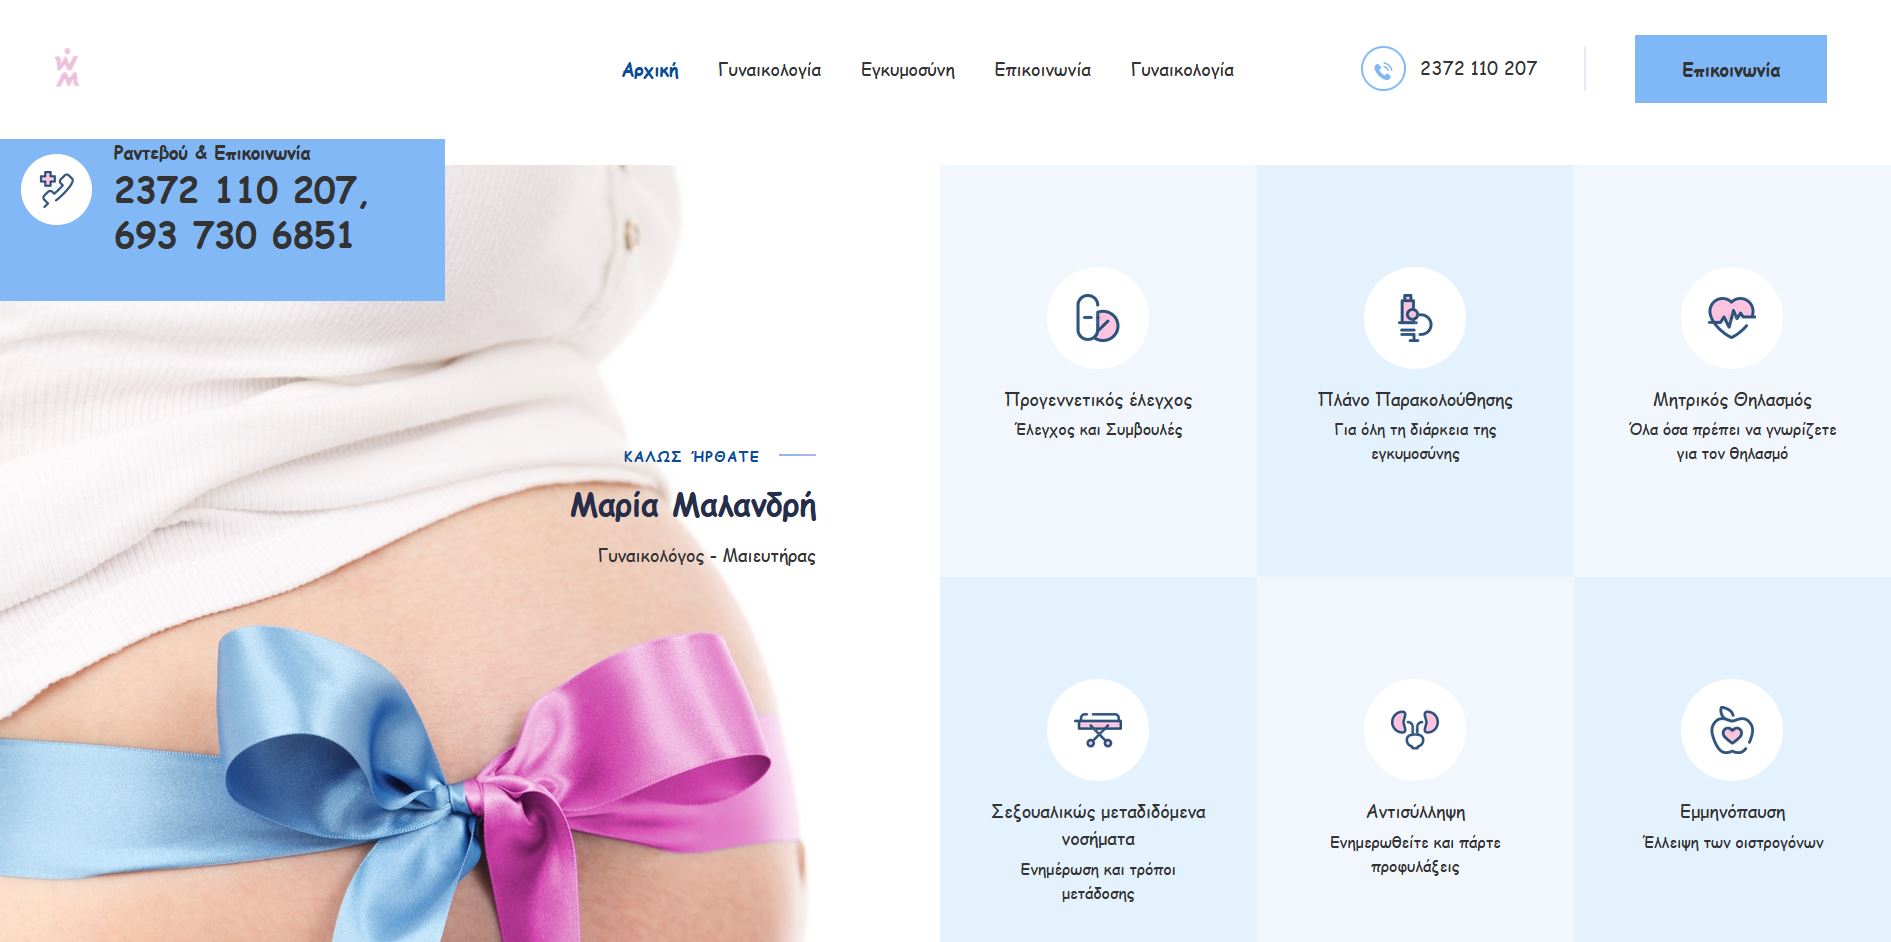 Αρχική
Γυναικολογία
Εγκυμοσύνη
Επικοινωνία
Γυναικολογία
2372 110 207
Επικοινωνία
Ραντεβού & Επικοινωνία
2372 110 207,
693 730 6851
ΚΑΛΩΣ ΉΡΘΑΤΕ
Μαρία Μαλανδρή
Γυναικολόγος - Μαιευτήρας
Προγεννετικός έλεγχος
Έλεγχος και Συμβουλές
Πλάνο Παρακολούθησης
Για όλη τη διάρκεια της
εγκυμοσύνης
Μητρικός Θηλασμός
Όλα όσα πρέπει να γνωρίζετε
για τον θηλασμό
Σεξουαλικώς μεταδιδόμενα
νοσήματα
Ενημέρωση και τρόποι
μετάδοσης
Αντισύλληψη
Ενημερωθείτε και πάρτε
προφυλάξεις
Εμμηνόπαυση
Έλλειψη των οιστρογόνων